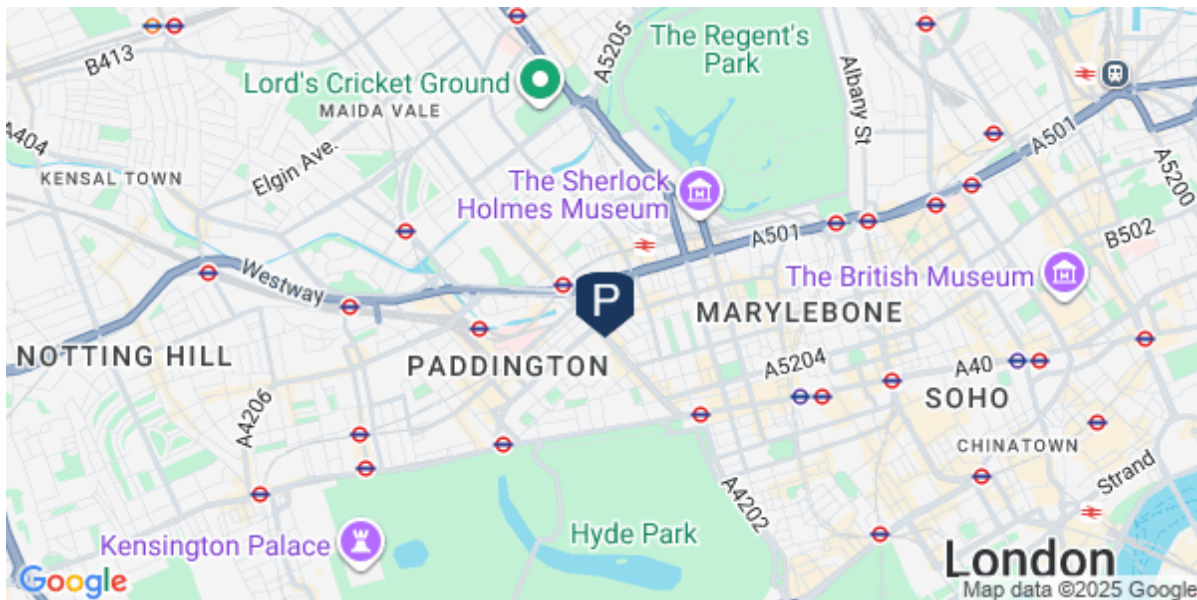 B413
A5205
The Regent's
Park
Lord's Cricket Ground
MAIDA VALE
Albany St
A404
A501
Elgin Ave.
KENSAL TOWN
A5200
The Sherlock
Holmes Museum
A501
B502
Westway
The British Museum
P
MARYLEBONE
NOTTING HILL
PADDINGTON
A5204
A40
SOHO
A4206
CHINATOWN
Strand
A4202
Hyde Park
Kensington Palace
London
Google
Map data ©2025 Google